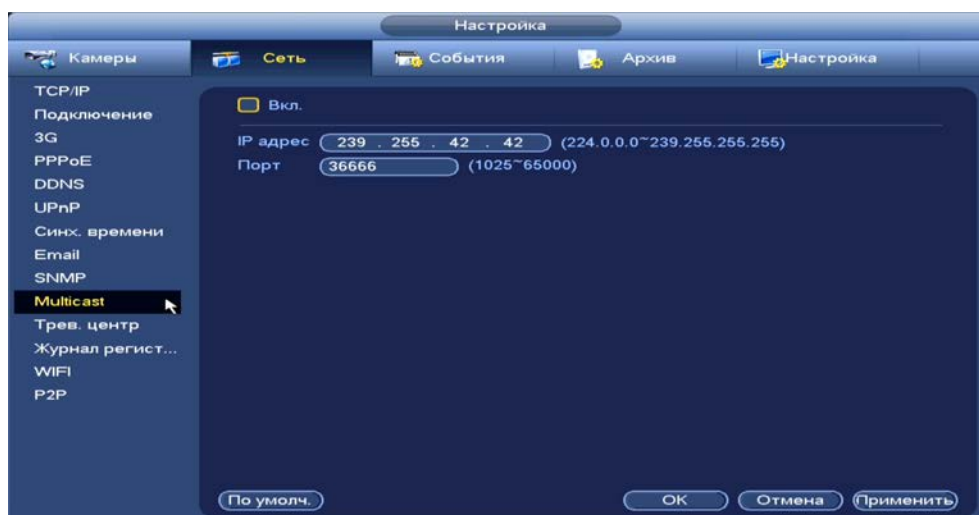 Настройка
Камеры Сеть События Архив Настройка
TCP/IP
Подключение
3G
PPPoE
DDNS
UPnP
Синх. времени
Email
SNMP
Multicast
Трев. центр
Журнал регист...
WIFI
P2P
Вкл.
IP адрес 239 . 255 . 42 . 42 (224.0.0.0~239.255.255.255)
Порт 36666 (1025~65000)
По умолч. OK Отмена Применить